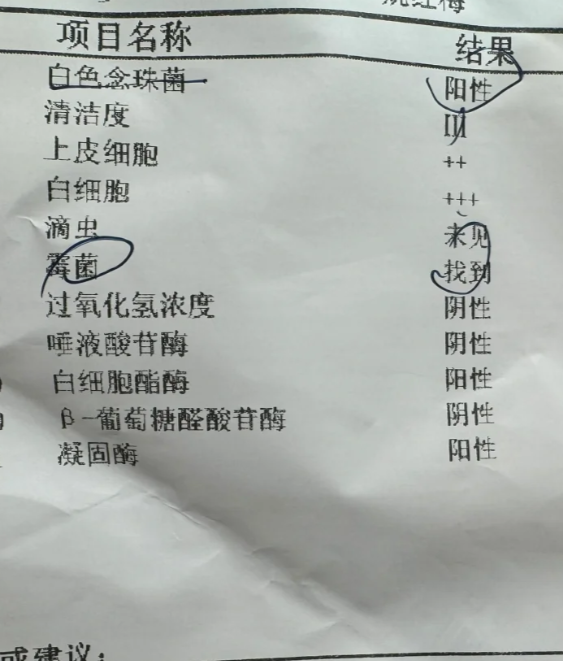 项目名称 结果
白色念珠菌 阳性
清洁度 III
上皮细胞 ++
白细胞 +++
滴虫 未见
霉菌 找到
过氧化氢浓度 阴性
唾液酸苷酶 阴性
白细胞酯酶 阳性
β-葡萄糖醛酸苷酶 阴性
凝固酶 阳性
或建议: